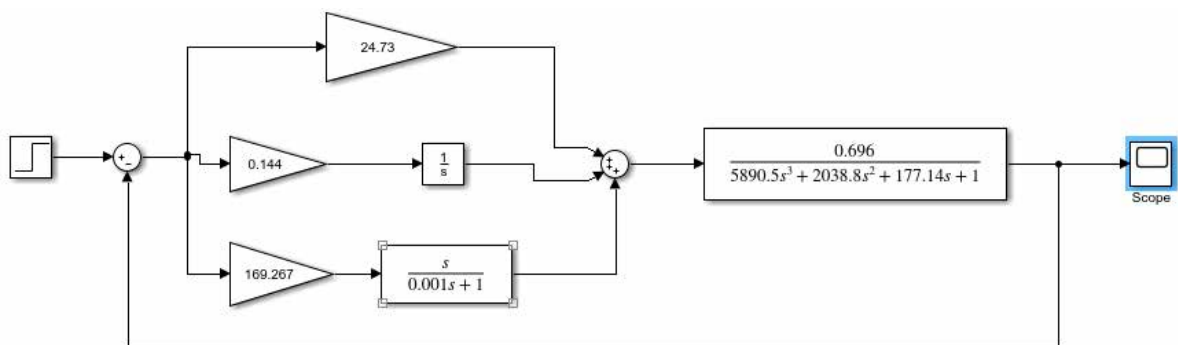 24.73
+
−
0.144
1
s
+
+
+
0.696
5890.5s³ + 2038.8s² + 177.14s + 1
Scope
169.267
s
0.001s + 1